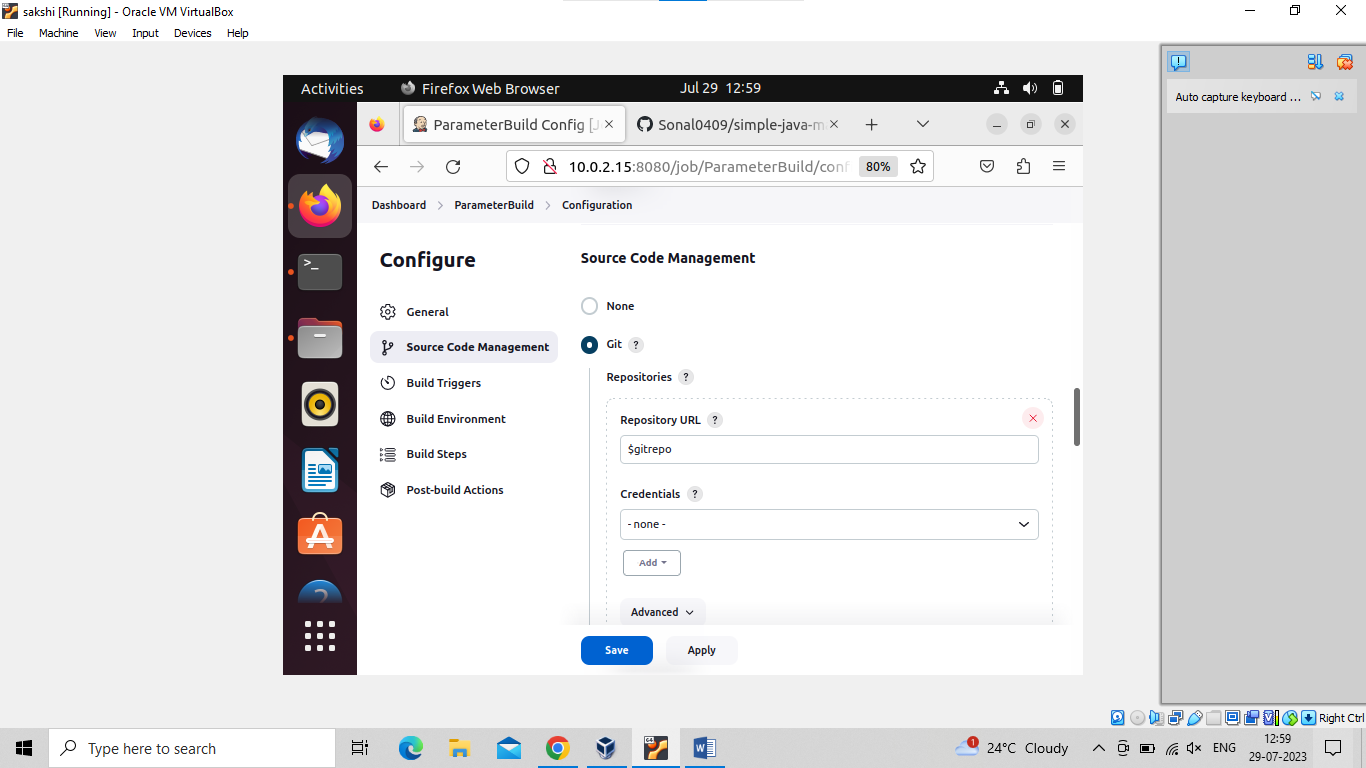 sakshi [Running] - Oracle VM VirtualBox
File Machine View Input Devices Help
Auto capture keyboard ...
Activities Firefox Web Browser Jul 29 12:59
ParameterBuild Config [J
Sonal0409/simple-java-m
10.0.2.15:8080/job/ParameterBuild/conf 80%
Dashboard > ParameterBuild > Configuration
Configure
General
Source Code Management
Build Triggers
Build Environment
Build Steps
Post-build Actions
Source Code Management
None
Git ?
Repositories ?
Repository URL ?
$gitrepo
Credentials ?
- none -
Add
Advanced
Save Apply
Right Ctrl
Type here to search
1 24°C Cloudy ENG 12:59
29-07-2023